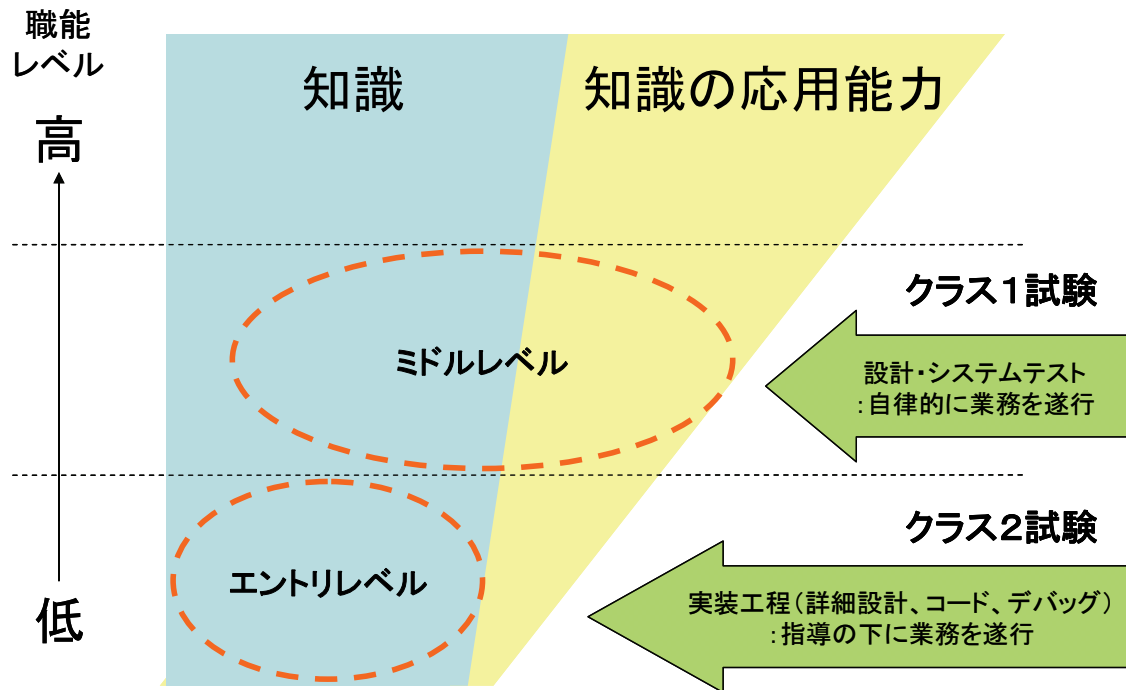 職能
レベル
高
知識
知識の応用能力
クラス1試験
ミドルレベル
設計・システムテスト
:自律的に業務を遂行
クラス2試験
エントリレベル
実装工程(詳細設計、コード、デバッグ)
:指導の下に業務を遂行
低